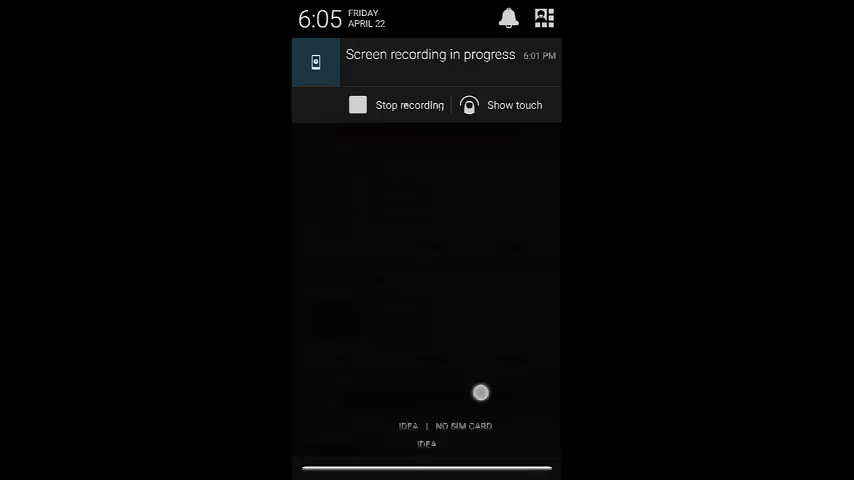 6:05 FRIDAY
APRIL 22
Screen recording in progress 6:01 PM
Stop recording Show touch
IDEA | NO SIM CARD
IDEA